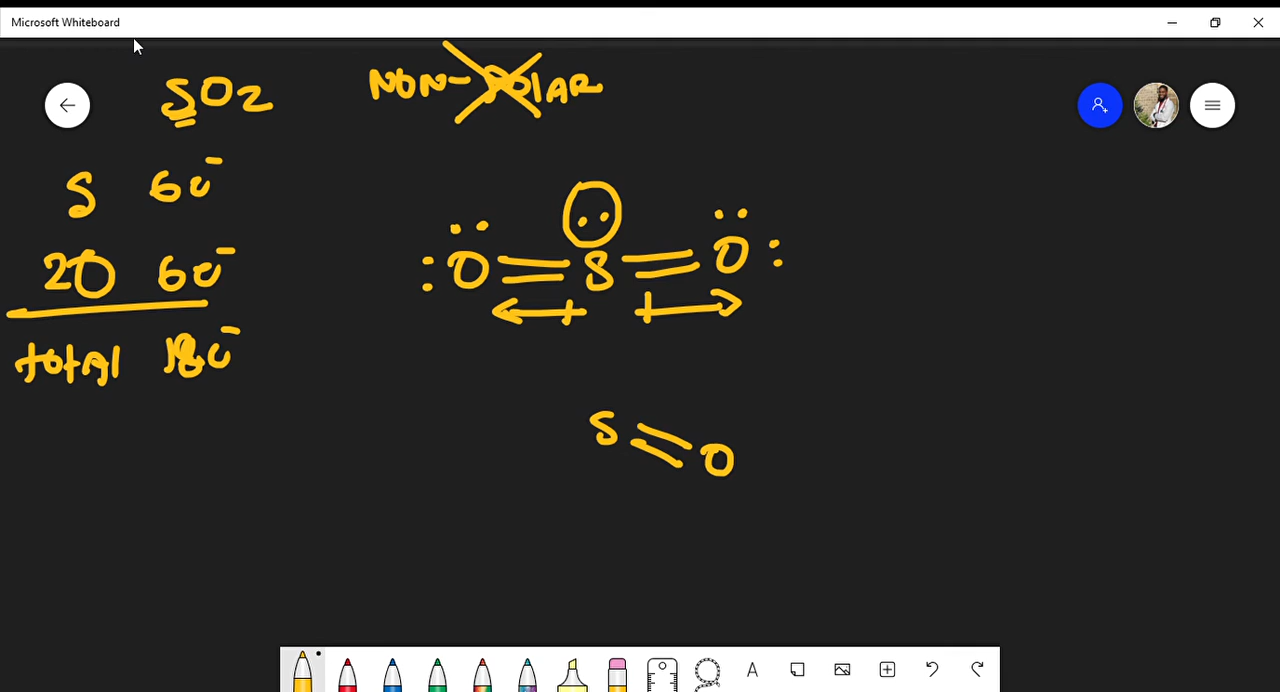 Microsoft Whiteboard
SO2
NON-POLAR
S 6e⁻
2O 6e⁻
total 18e⁻
:O=S=O:
S=O
A